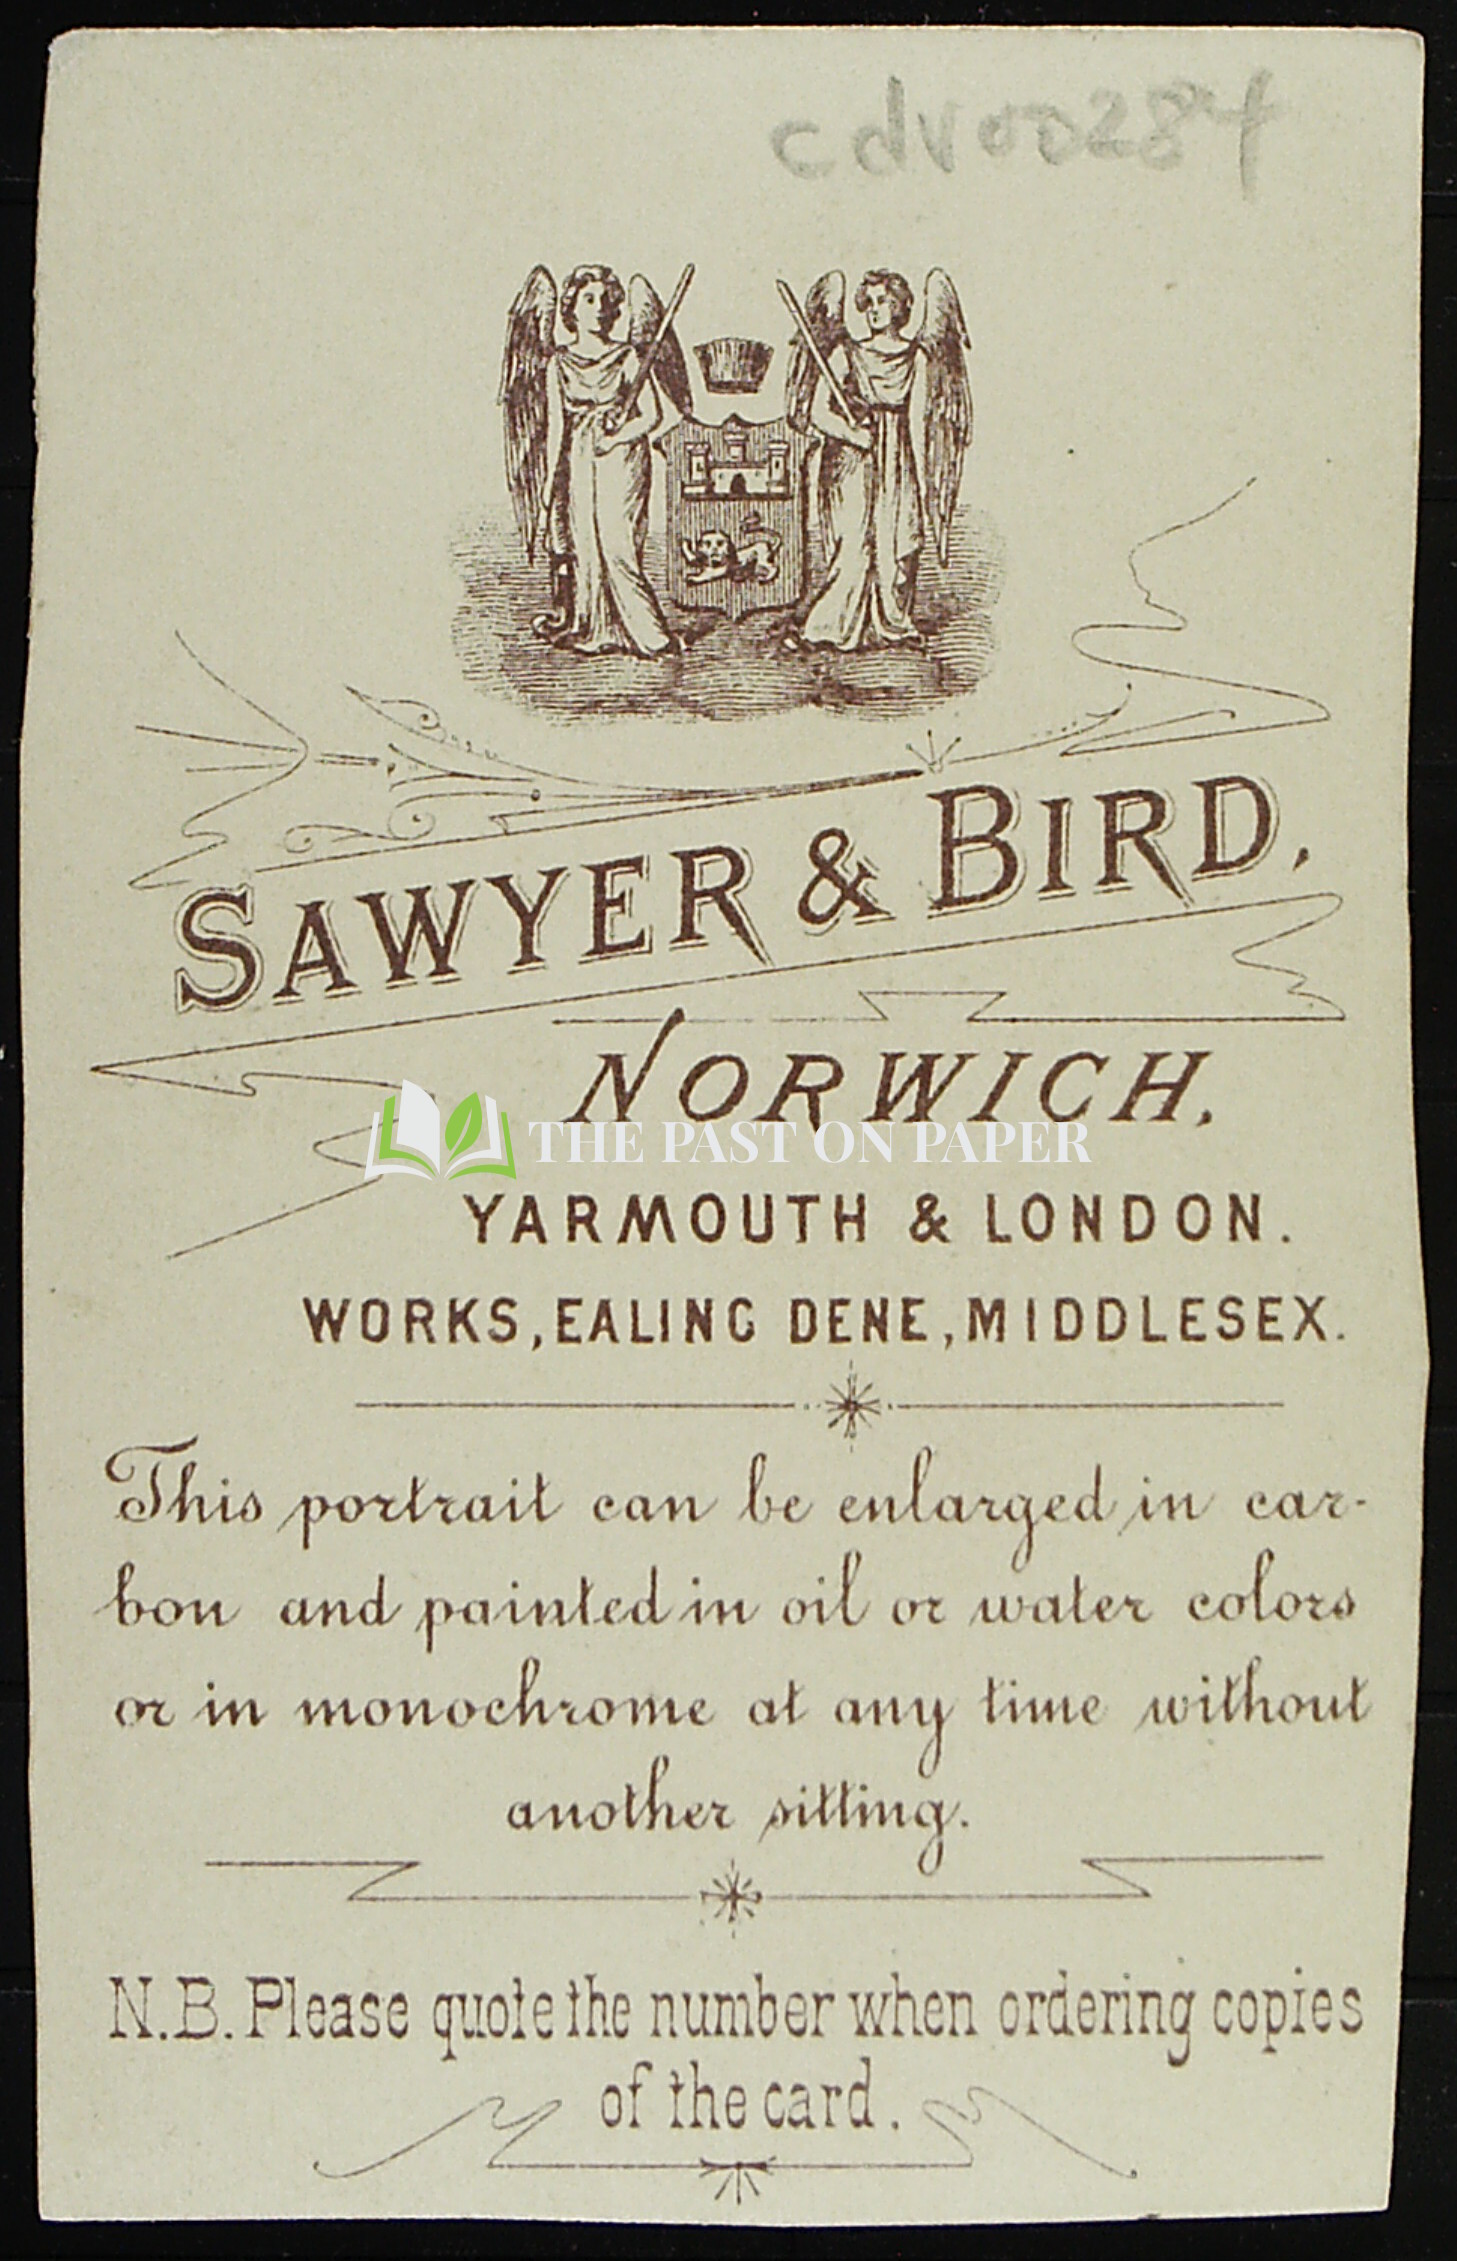 cdv00284
SAWYER & BIRD.
NORWICH.
THE PAST ON PAPER
YARMOUTH & LONDON.
WORKS, EALING DENE, MIDDLESEX.
This portrait can be enlarged in car-
bon and painted in oil or water colors
or in monochrome at any time without
another sitting.
N.B. Please quote the number when ordering copies
of the card.